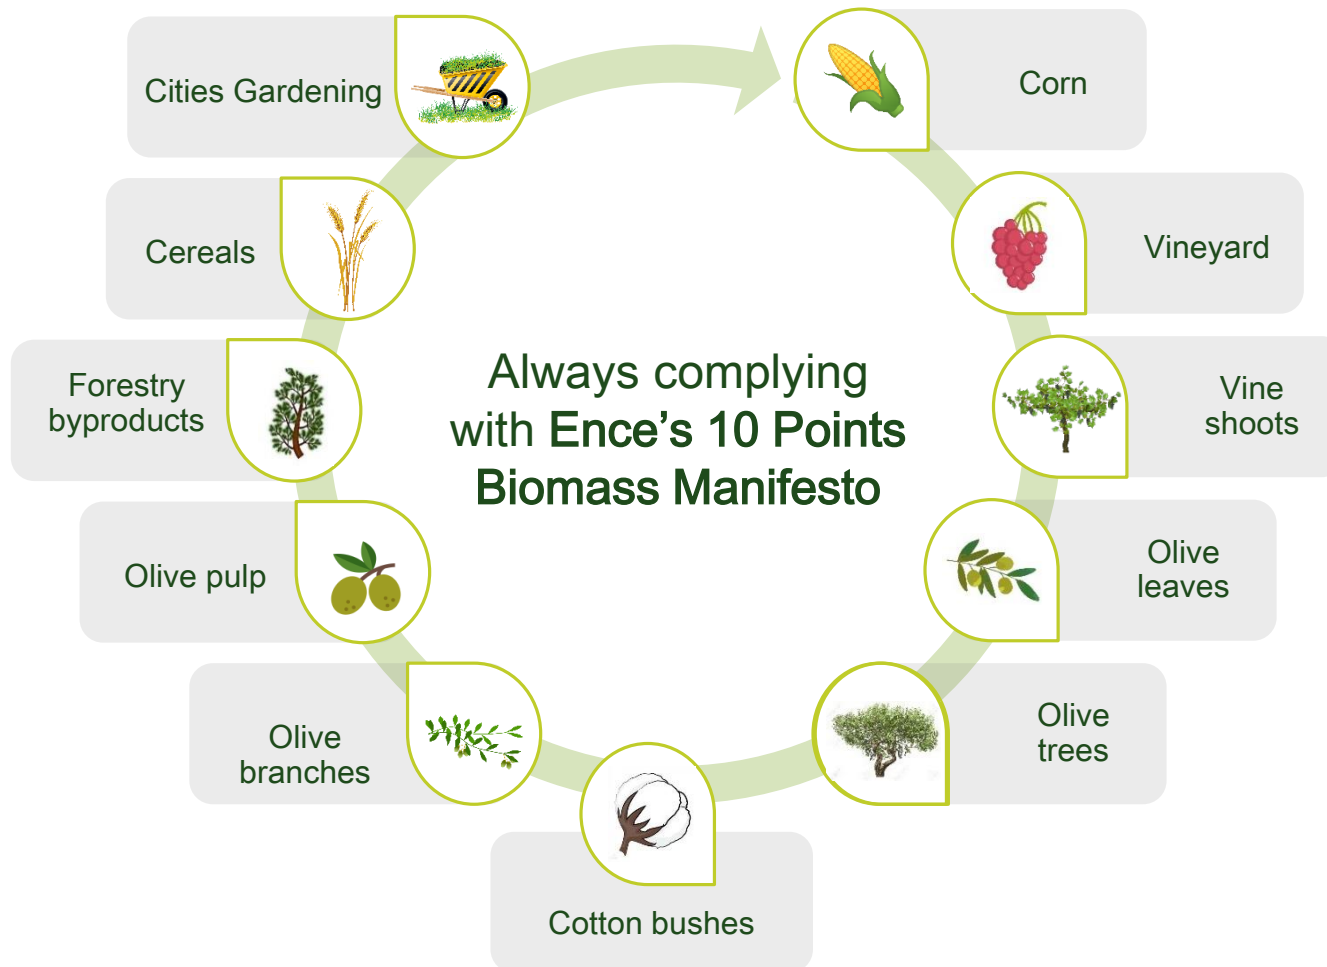 Cities Gardening
Corn
Cereals
Vineyard
Forestry
byproducts
Always complying
with Ence's 10 Points
Biomass Manifesto
Vine
shoots
Olive pulp
Olive
leaves
Olive
branches
Olive
trees
Cotton bushes